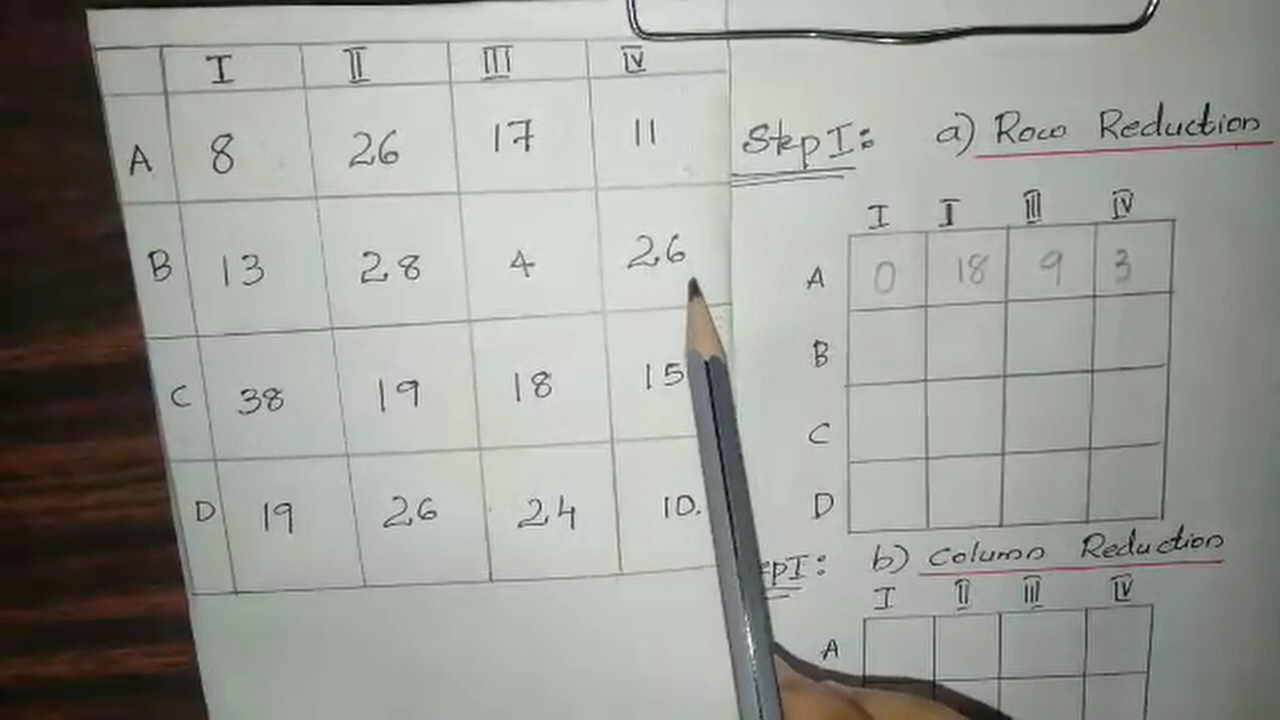 I II III IV
A 8 26 17 11
B 13 28 4 26
C 38 19 18 15
D 19 26 24 10.
Step I: a) Row Reduction
I I III IV
A 0 18 9 3
B
C
D
epI: b) Column Reduction
I II III IV
A